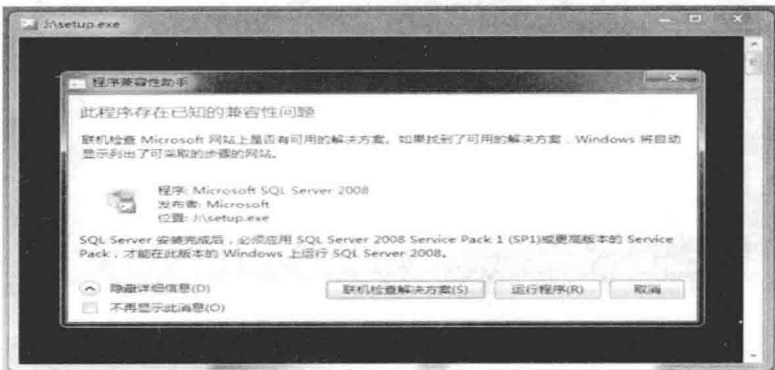 J:\setup.exe
程序兼容性助手
此程序存在已知的兼容性问题
联机检查 Microsoft 网站上是否有可用的解决方案。如果找到了可用的解决方案，Windows 将自动
显示列出了可采取的步骤的网站。
程序: Microsoft SQL Server 2008
发布者: Microsoft
位置: J:\setup.exe
SQL Server 安装完成后，必须应用 SQL Server 2008 Service Pack 1 (SP1)或更高版本的 Service
Pack，才能在此版本的 Windows 上运行 SQL Server 2008。
隐藏详细信息(D)
联机检查解决方案(S)
运行程序(R)
取消
不再显示此消息(O)